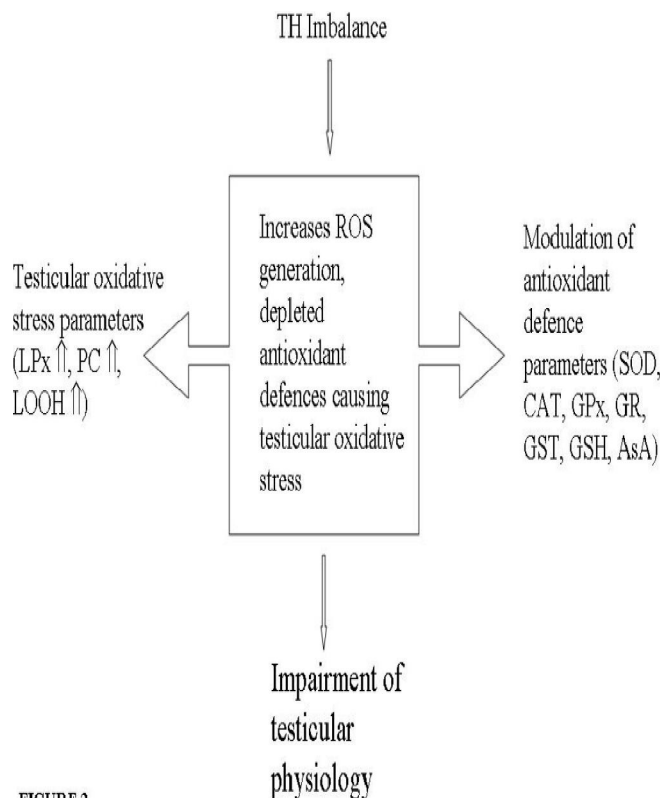 TH Imbalance
Increases ROS
generation,
depleted
antioxidant
defences causing
testicular oxidative
stress
Testicular oxidative
stress parameters
(LPx ⇑, PC ⇑,
LOOH ⇑)
Modulation of
antioxidant
defence
parameters (SOD,
CAT, GPx, GR,
GST, GSH, AsA)
Impairment of
testicular
physiology